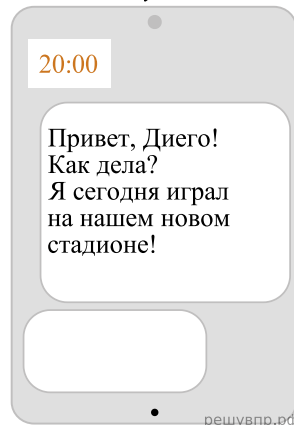 20:00
Привет, Диего!
Как дела?
Я сегодня играл
на нашем новом
стадионе!
решувпр.рф